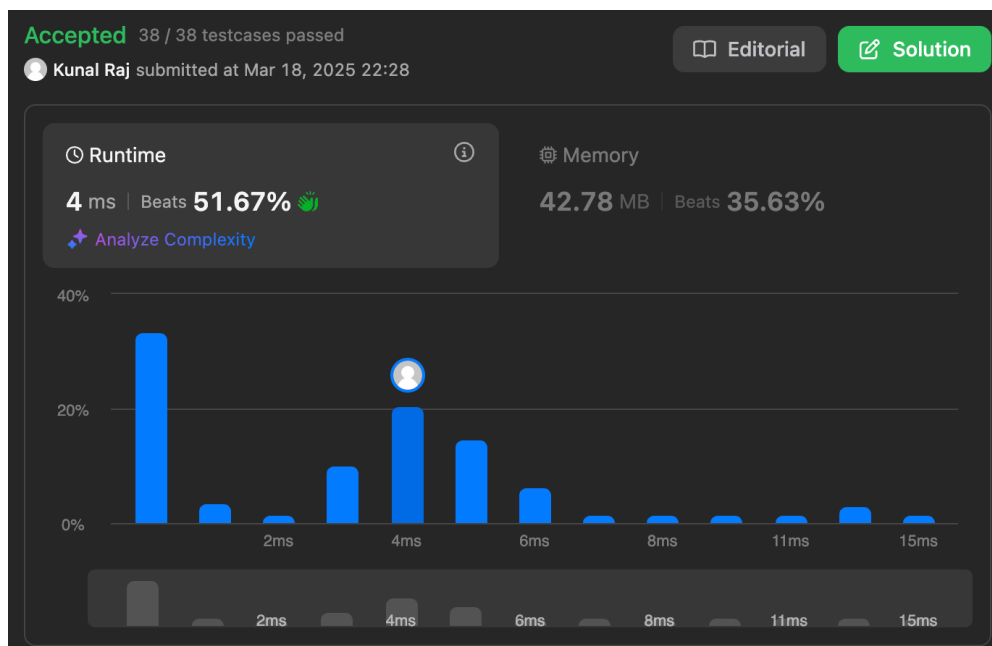 Accepted 38 / 38 testcases passed
Editorial
Solution
Kunal Raj submitted at Mar 18, 2025 22:28
Runtime
4 ms | Beats 51.67%
Analyze Complexity
Memory
42.78 MB | Beats 35.63%
40%
20%
0%
2ms 4ms 6ms 8ms 11ms 15ms
2ms 4ms 6ms 8ms 11ms 15ms